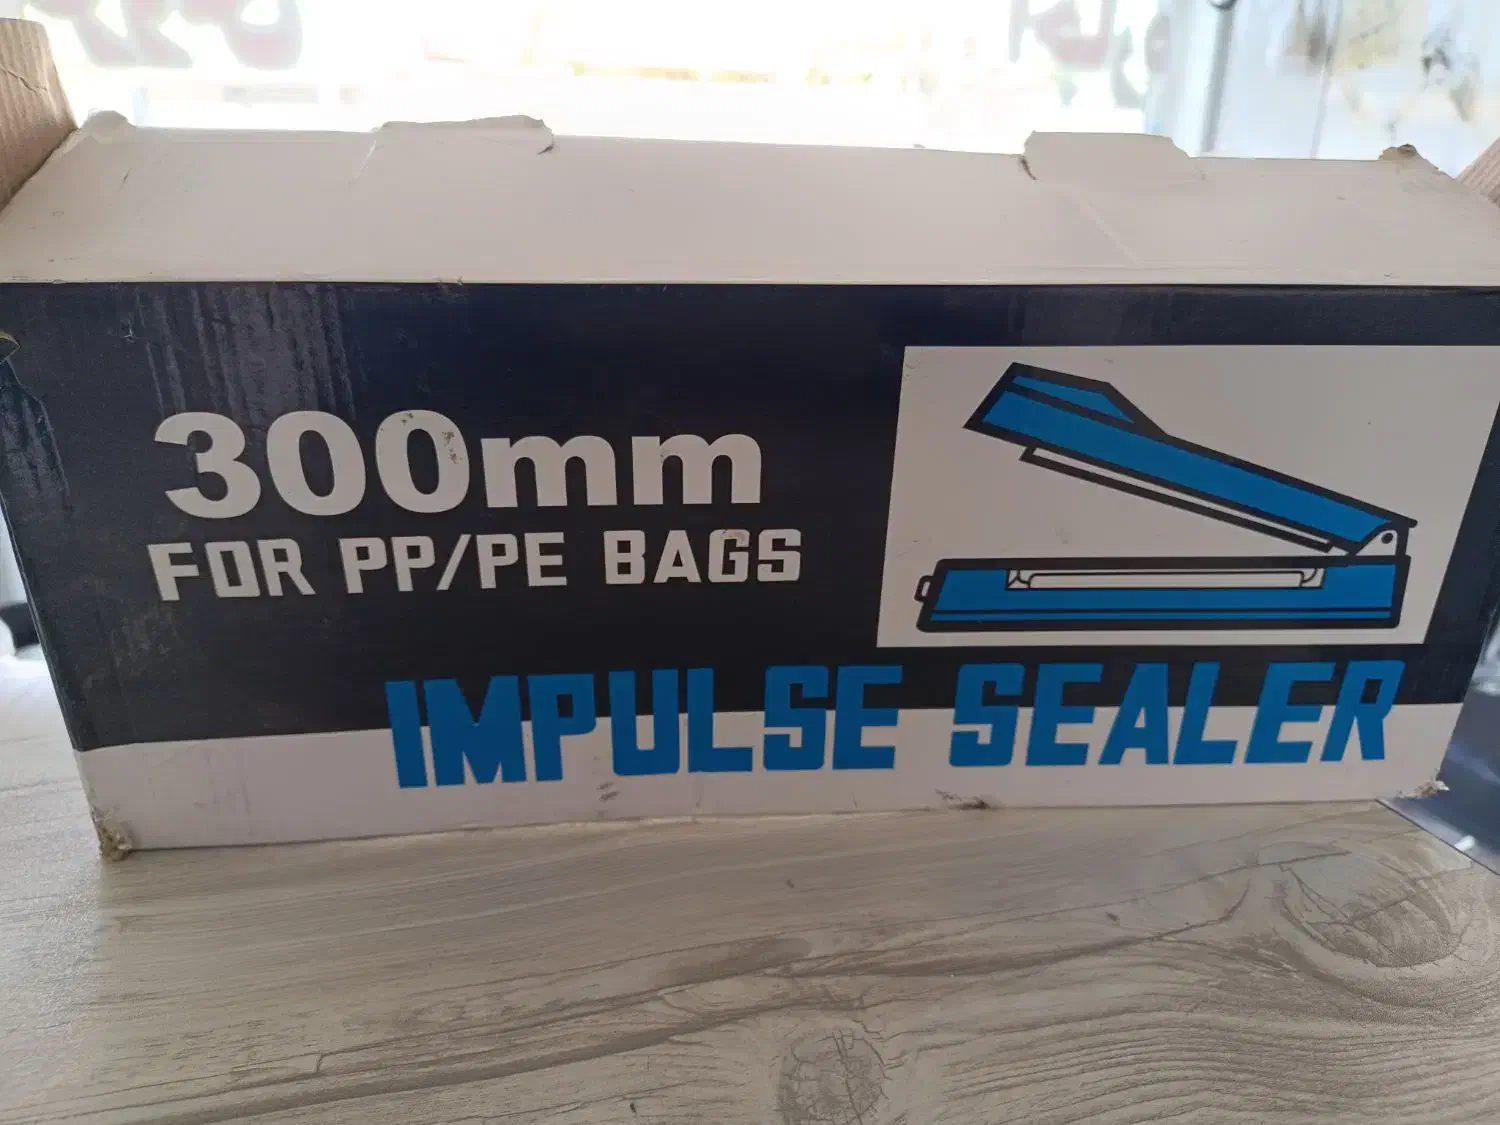 300mm
FOR PP/PE BAGS
IMPULSE SEALER